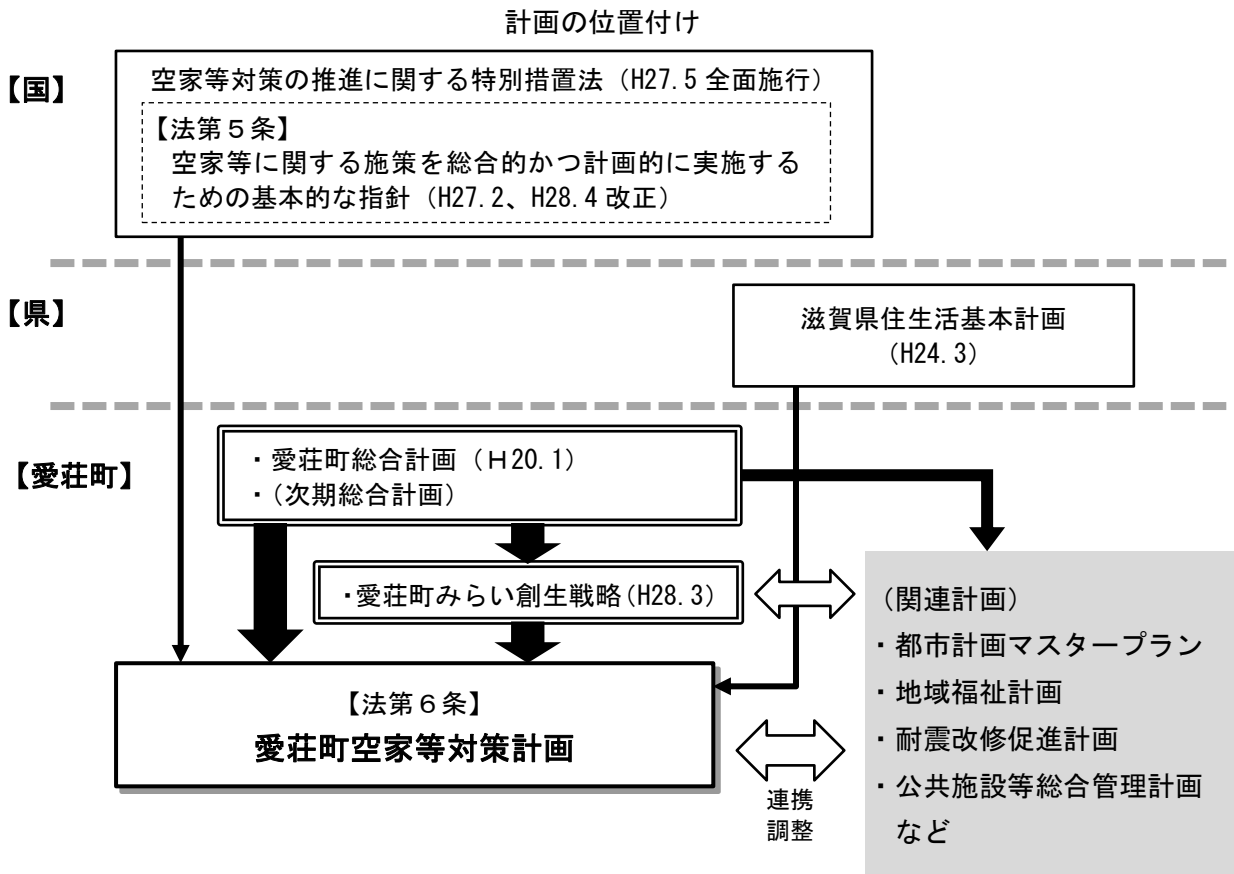 計画の位置付け
【国】
空家等対策の推進に関する特別措置法（H27.5 全面施行）
【法第５条】
空家等に関する施策を総合的かつ計画的に実施する
ための基本的な指針（H27.2、H28.4 改正）
【県】
滋賀県住生活基本計画
（H24.3）
【愛荘町】
・愛荘町総合計画（Ｈ20.1）
・（次期総合計画）
・愛荘町みらい創生戦略（H28.3）
【法第６条】
愛荘町空家等対策計画
連携
調整
（関連計画）
・都市計画マスタープラン
・地域福祉計画
・耐震改修促進計画
・公共施設等総合管理計画
など